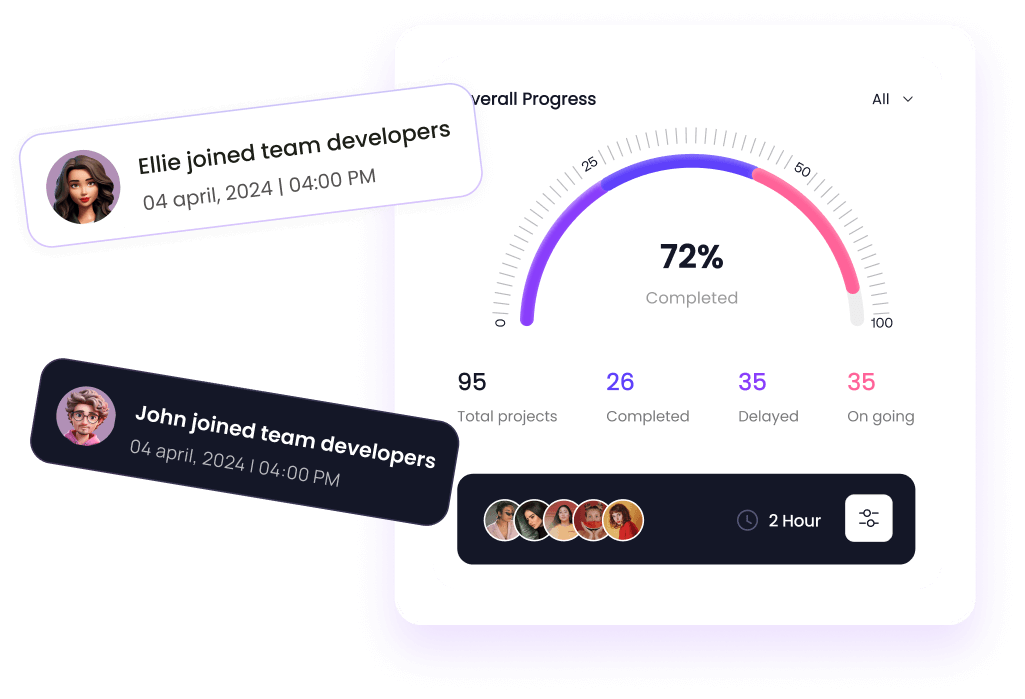 verall Progress
All
Ellie joined team developers
04 april, 2024 | 04:00 PM
25
50
72%
Completed
0
100
95
26
35
35
Total projects
Completed
Delayed
On going
John joined team developers
04 april, 2024 | 04:00 PM
2 Hour